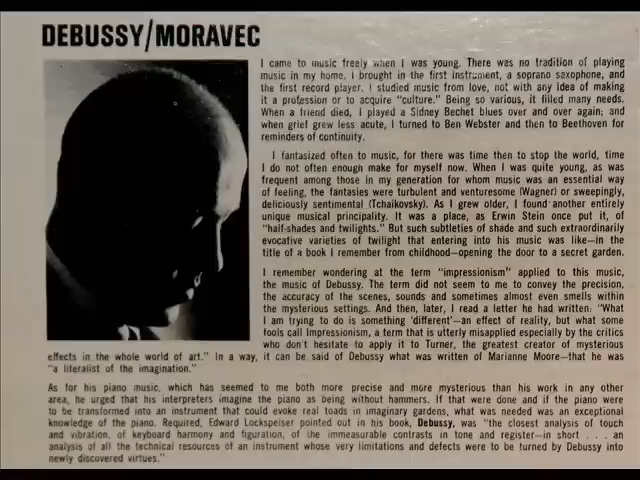 DEBUSSY/MORAVEC
I came to music freely when I was young. There was no tradition of playing
music in my home. I brought in the first instrument, a soprano saxophone, and
the first record player. I studied music from love, not with any idea of making
it a profession or to acquire "culture." Being so various, it filled many needs.
When a friend died, I played a Sidney Bechet blues over and over again; and
when grief grew less acute, I turned to Ben Webster and then to Beethoven for
reminders of continuity.
I fantasized often to music, for there was time then to stop the world, time
I do not often enough make for myself now. When I was quite young, as was
frequent among those in my generation for whom music was an essential way
of feeling, the fantasies were turbulent and venturesome (Wagner) or sweepingly,
deliciously sentimental (Tchaikovsky). As I grew older, I found another entirely
unique musical principality. It was a place, as Erwin Stein once put it, of
"half-shades and twilights." But such subtleties of shade and such extraordinarily
evocative varieties of twilight that entering into his music was like—in the
title of a book I remember from childhood—opening the door to a secret garden.
I remember wondering at the term "impressionism" applied to this music,
the music of Debussy. The term did not seem to me to convey the precision,
the accuracy of the scenes, sounds and sometimes almost even smells within
the mysterious settings. And then, later, I read a letter he had written: "What
I am trying to do is something 'different'—an effect of reality, but what some
fools call Impressionism, a term that is utterly misapplied especially by the critics
who don't hesitate to apply it to Turner, the greatest creator of mysterious
effects in the whole world of art." In a way, it can be said of Debussy what was written of Marianne Moore—that he was
"a literalist of the imagination."
As for his piano music, which has seemed to me both more precise and more mysterious than his work in any other
area, he urged that his interpreters imagine the piano as being without hammers. If that were done and if the piano were
to be transformed into an instrument that could evoke real toads in imaginary gardens, what was needed was an exceptional
knowledge of the piano. Required, Edward Lockspeiser pointed out in his book, Debussy, was "the closest analysis of touch
and vibration, of keyboard harmony and figuration, of the immeasurable contrasts in tone and register—in short . . . an
analysis of all the technical resources of an instrument whose very limitations and defects were to be turned by Debussy into
newly discovered virtues."